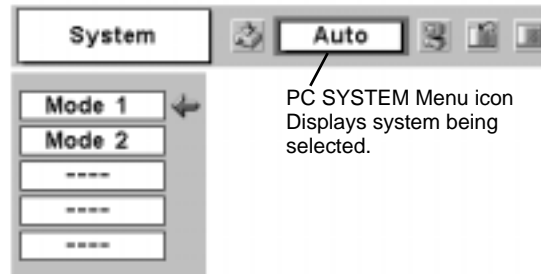 System
Auto
PC SYSTEM Menu icon
Displays system being
selected.
Mode 1
Mode 2
----
----
----